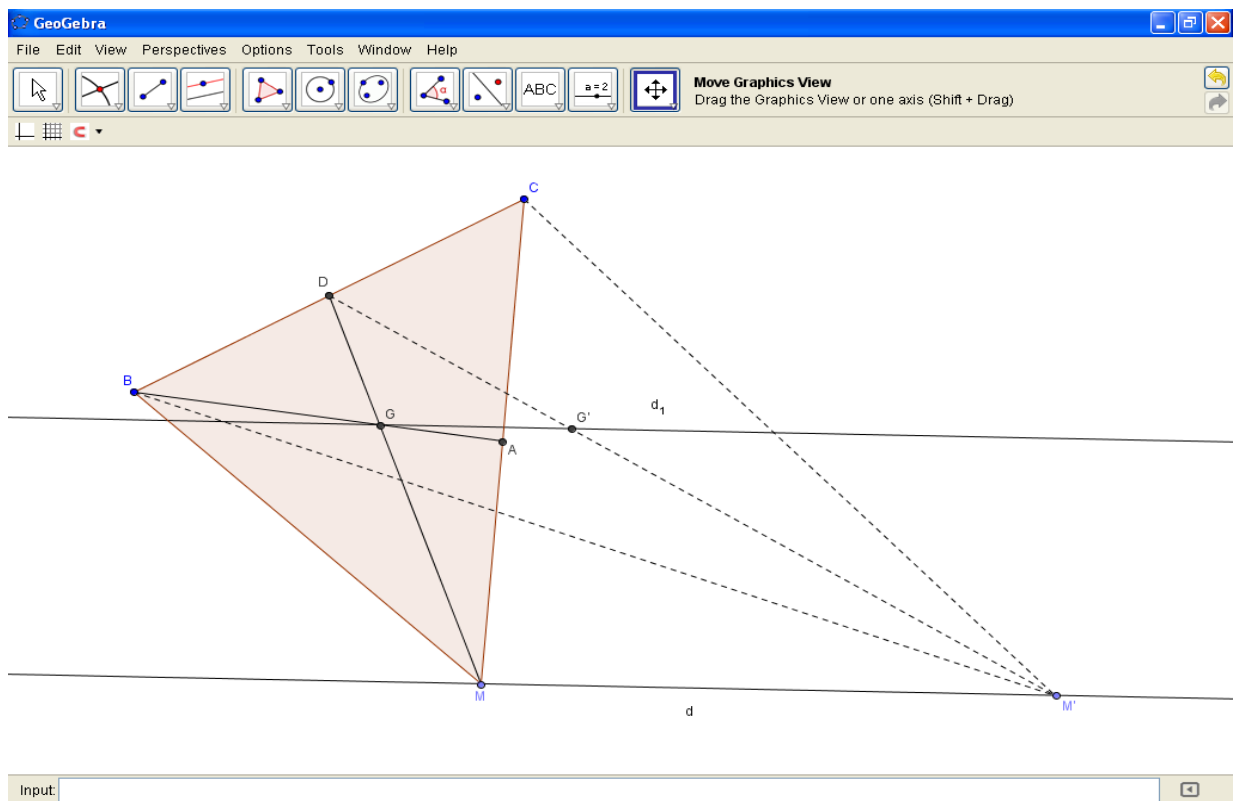 GeoGebra
File Edit View Perspectives Options Tools Window Help
ABC
a = 2
α
Move Graphics View
Drag the Graphics View or one axis (Shift + Drag)
C
D
B
G
G'
d₁
A
M
d
M'
Input: